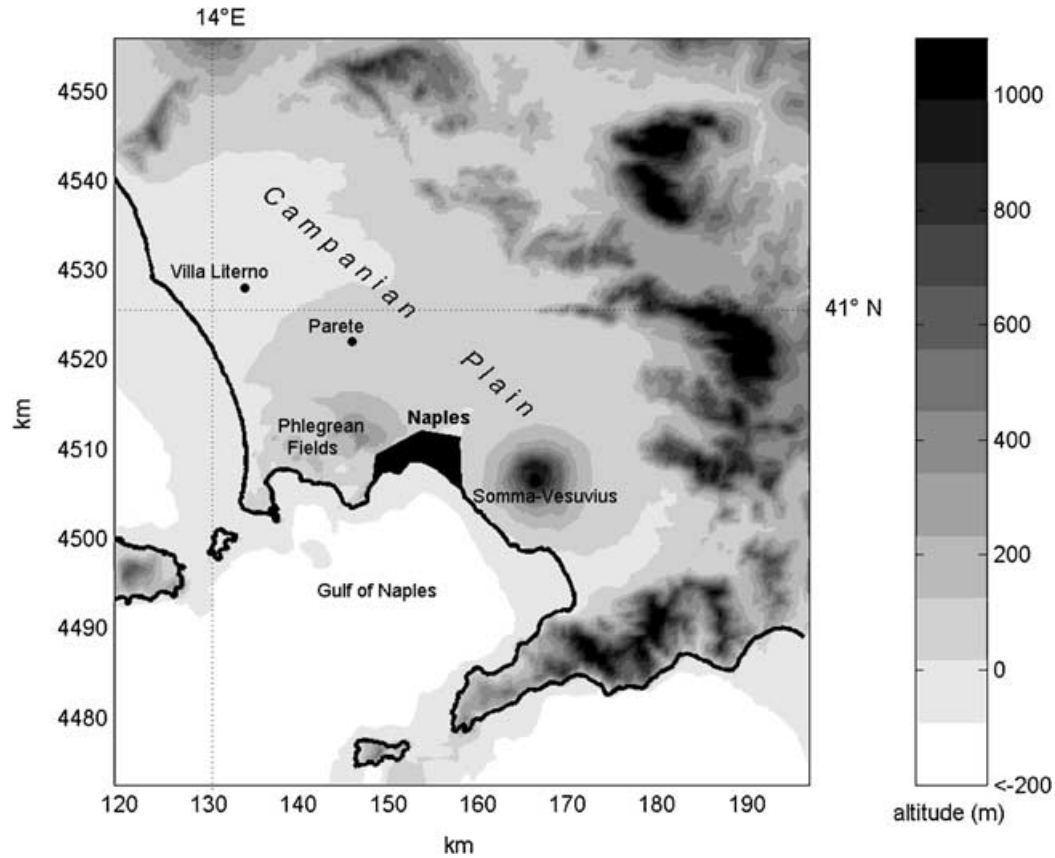 14°E
4550
4540
4530
4520
4510
4500
4490
4480
km
Campanian
Plain
Villa Literno
Parete
Phlegrean
Fields
Naples
Somma-Vesuvius
Gulf of Naples
41° N
120 130 140 150 160 170 180 190
km
1000
800
600
400
200
0
<-200
altitude (m)